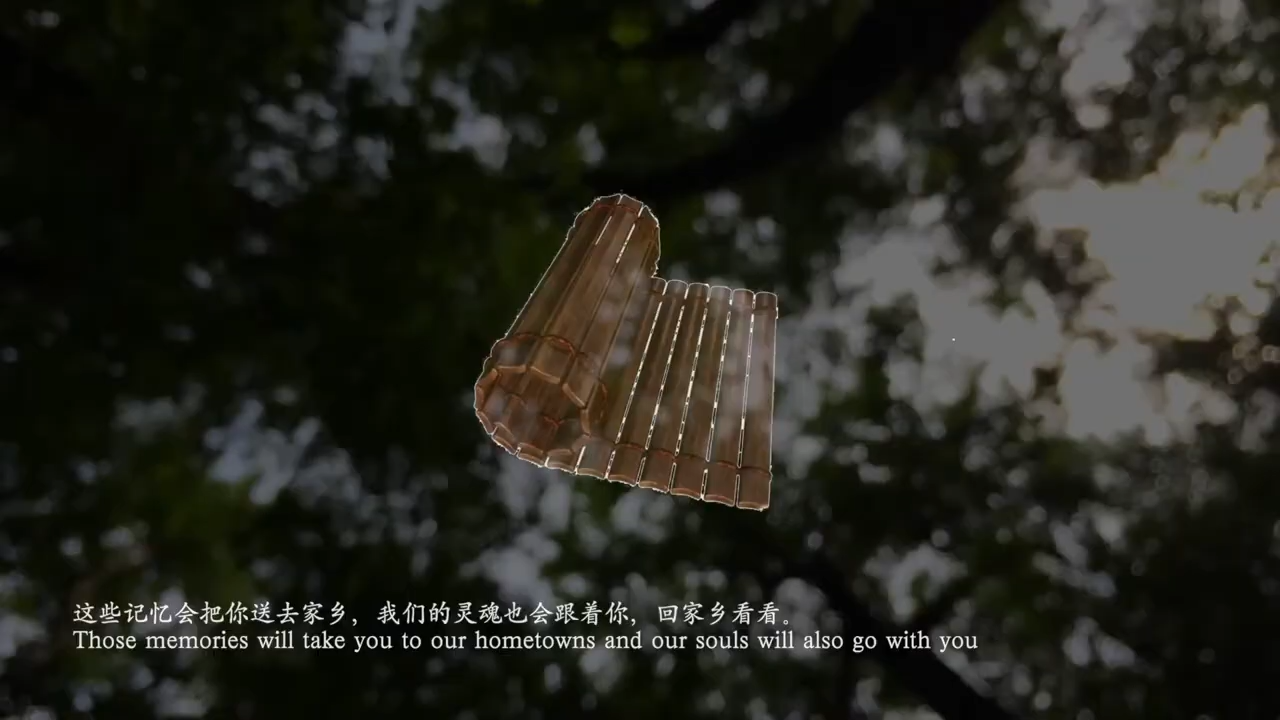 这些记忆会把你送去家乡，我们的灵魂也会跟着你，回家乡看看。
Those memories will take you to our hometowns and our souls will also go with you